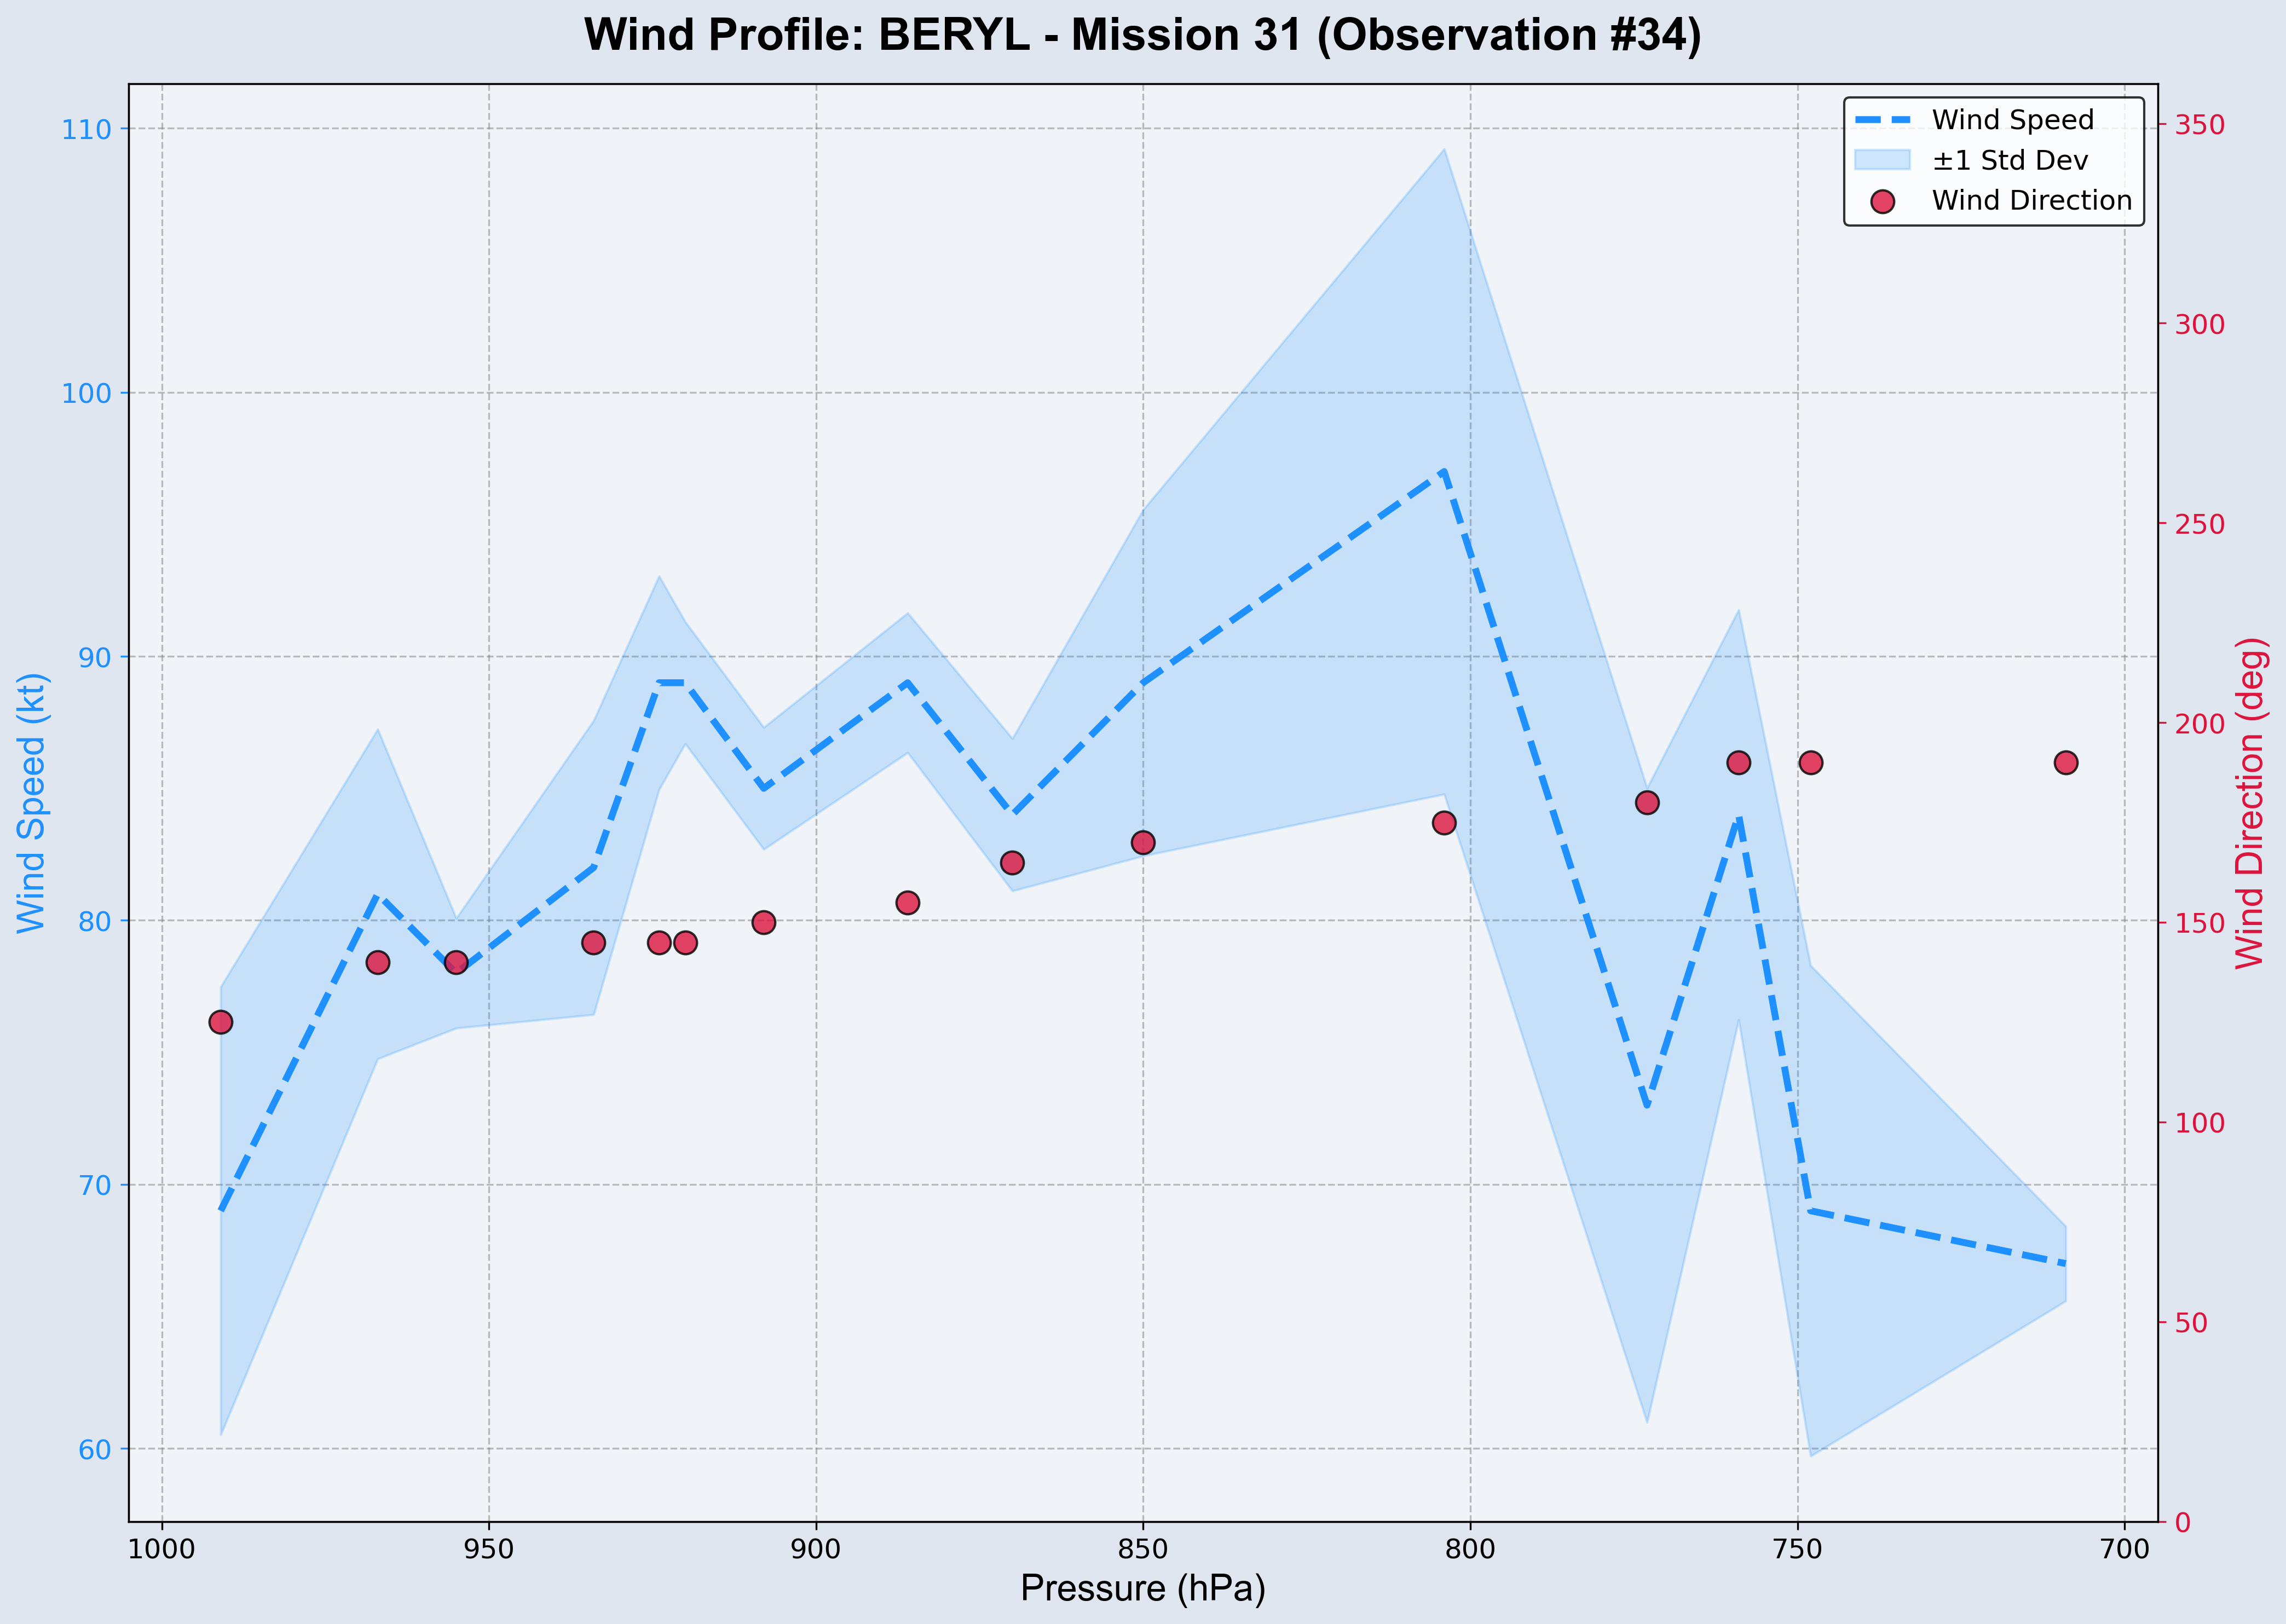 Wind Profile: BERYL - Mission 31 (Observation #34)
Wind Speed
±1 Std Dev
Wind Direction
110
100
90
80
70
60
Wind Speed (kt)
350
300
250
200
150
100
50
0
Wind Direction (deg)
1000 950 900 850 800 750 700
Pressure (hPa)